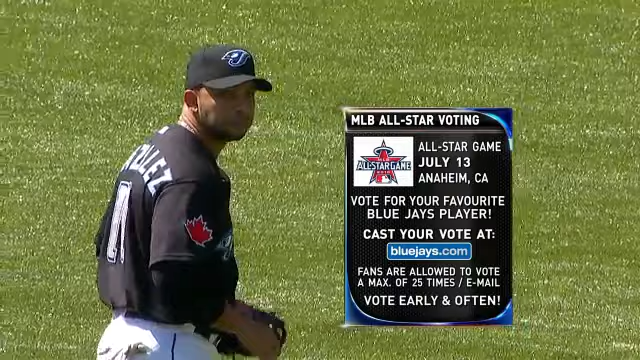 MLB ALL-STAR VOTING
ALL-STAR GAME
ALL-STAR GAME
JULY 13
ANAHEIM, CA
VOTE FOR YOUR FAVOURITE
BLUE JAYS PLAYER!
CAST YOUR VOTE AT:
bluejays.com
FANS ARE ALLOWED TO VOTE
A MAX. OF 25 TIMES / E-MAIL
VOTE EARLY & OFTEN!